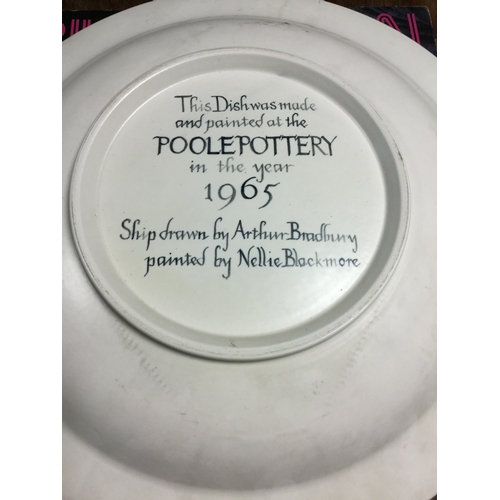 This Dish was made
and painted at the
POOLE POTTERY
in the year
1965
Ship drawn by Arthur Bradbury
painted by Nellie Blackmore